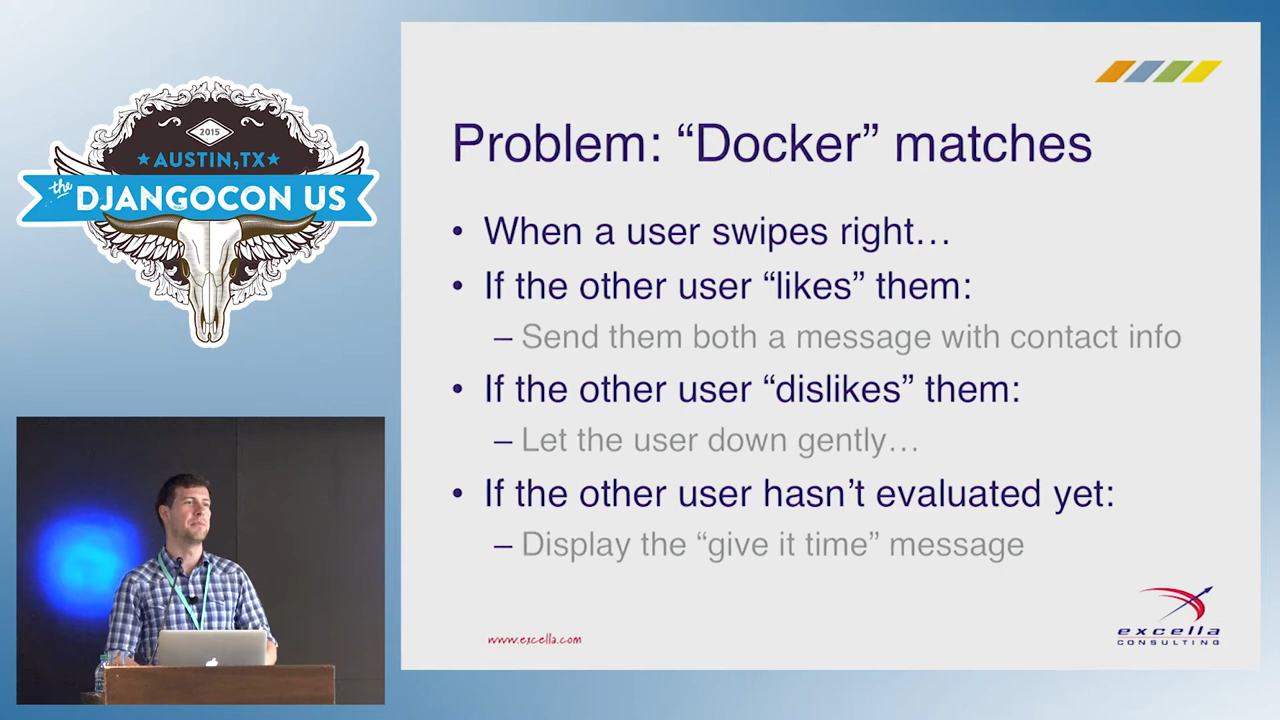 2015
★AUSTIN,TX★
the DJANGOCON US
Problem: “Docker” matches
• When a user swipes right…
• If the other user “likes” them:
– Send them both a message with contact info
• If the other user “dislikes” them:
– Let the user down gently…
• If the other user hasn’t evaluated yet:
– Display the “give it time” message
www.excella.com
excella
CONSULTING